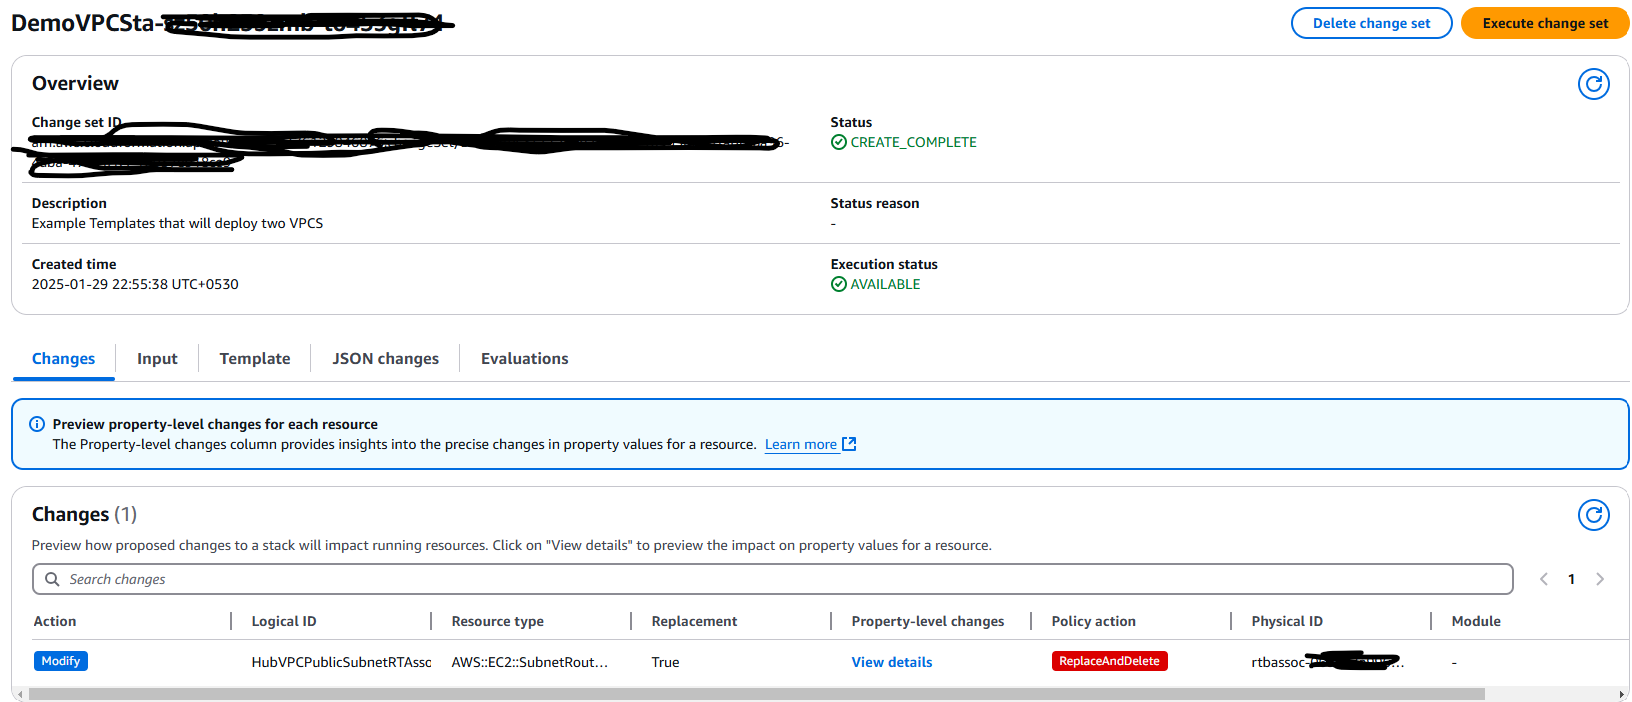 DemoVPCSta-
Delete change set
Execute change set
Overview
Change set ID
Status
CREATE_COMPLETE
Description
Example Templates that will deploy two VPCS
Status reason
-
Created time
2025-01-29 22:55:38 UTC+0530
Execution status
AVAILABLE
Changes
Input
Template
JSON changes
Evaluations
Preview property-level changes for each resource
The Property-level changes column provides insights into the precise changes in property values for a resource. Learn more
Changes (1)
Preview how proposed changes to a stack will impact running resources. Click on "View details" to preview the impact on property values for a resource.
Search changes
1
Action Logical ID Resource type Replacement Property-level changes Policy action Physical ID Module
Modify HubVPCPublicSubnetRTAsso AWS::EC2::SubnetRout... True View details ReplaceAndDelete rtbassoc- ... -